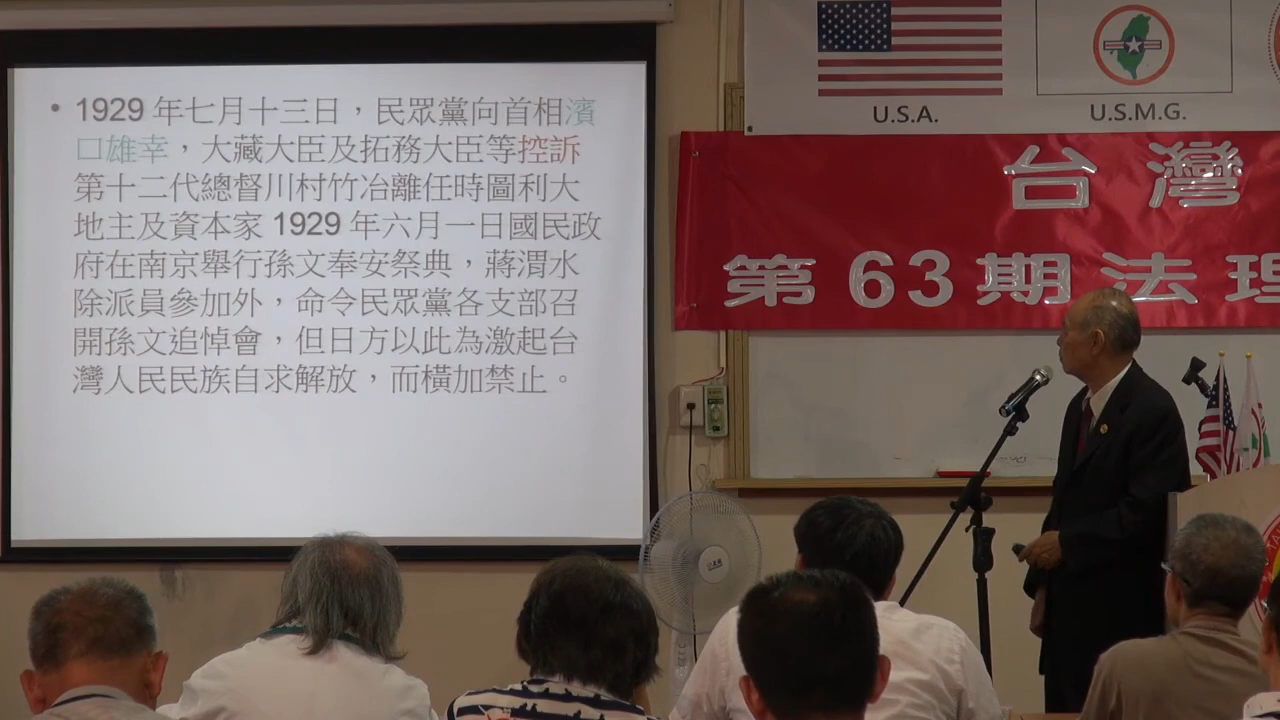 • 1929 年七月十三日，民眾黨向首相濱
口雄幸，大藏大臣及拓務大臣等控訴
第十二代總督川村竹冶離任時圖利大
地主及資本家 1929 年六月一日國民政
府在南京舉行孫文奉安祭典，蔣渭水
除派員參加外，命令民眾黨各支部召
開孫文追悼會，但日方以此為激起台
灣人民民族自求解放，而橫加禁止。
U.S.A.
U.S.M.G.
台灣
第63期法理